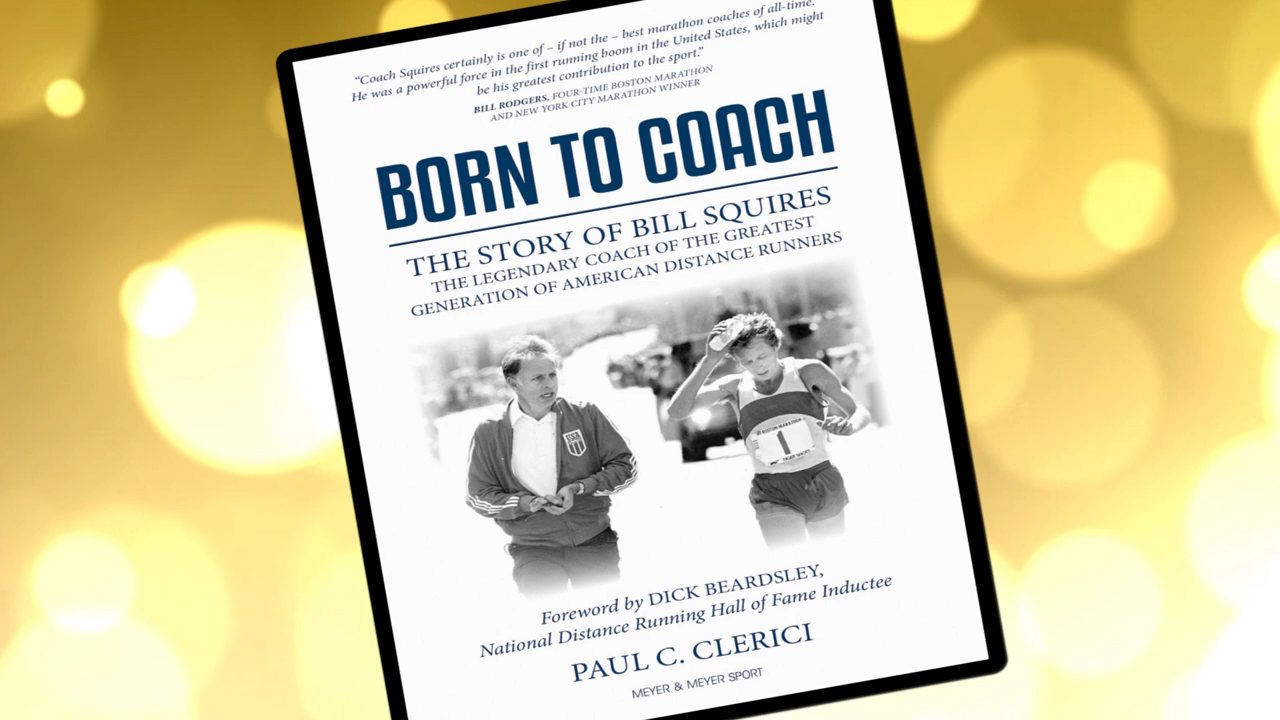 “Coach Squires certainly is one of – if not the – best marathon coaches of all-time.
He was a powerful force in the first running boom in the United States, which might
be his greatest contribution to the sport.”
BILL RODGERS, FOUR-TIME BOSTON MARATHON
AND NEW YORK CITY MARATHON WINNER
BORN TO COACH
THE STORY OF BILL SQUIRES
THE LEGENDARY COACH OF THE GREATEST
GENERATION OF AMERICAN DISTANCE RUNNERS
BOSTON MARATHON
1
Foreword by DICK BEARDSLEY,
National Distance Running Hall of Fame Inductee
PAUL C. CLERICI
MEYER & MEYER SPORT